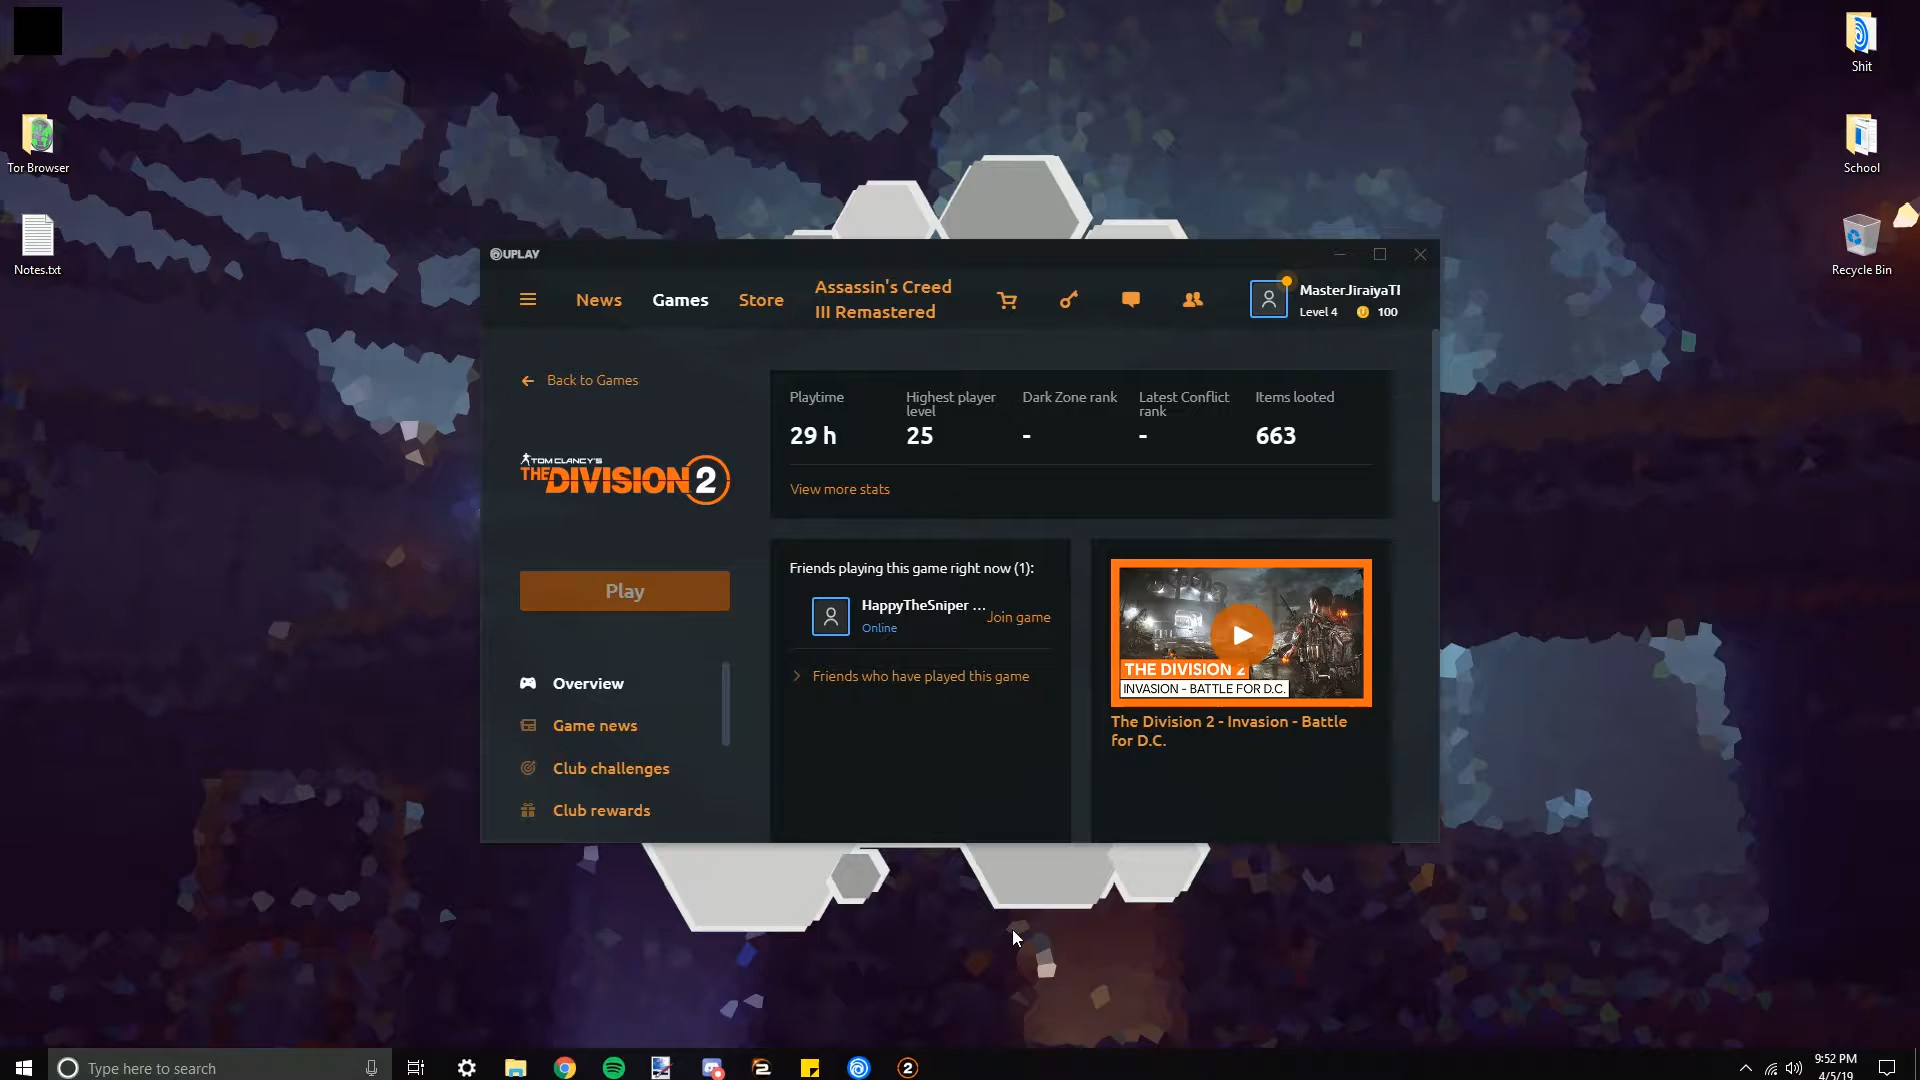 Shit
Tor Browser
School
Notes.txt
Recycle Bin
UPLAY
News
Games
Store
Assassin's Creed
III Remastered
MasterJiraiyaTI
Level 4
100
Back to Games
TOM CLANCY'S
THE DIVISION 2
Play
Overview
Game news
Club challenges
Club rewards
Playtime
29 h
Highest player
level
25
Dark Zone rank
-
Latest Conflict
rank
-
Items looted
663
View more stats
Friends playing this game right now (1):
HappyTheSniper ...
Online
Join game
Friends who have played this game
THE DIVISION 2
INVASION - BATTLE FOR D.C.
The Division 2 - Invasion - Battle
for D.C.
Type here to search
2
9:52 PM
4/5/19